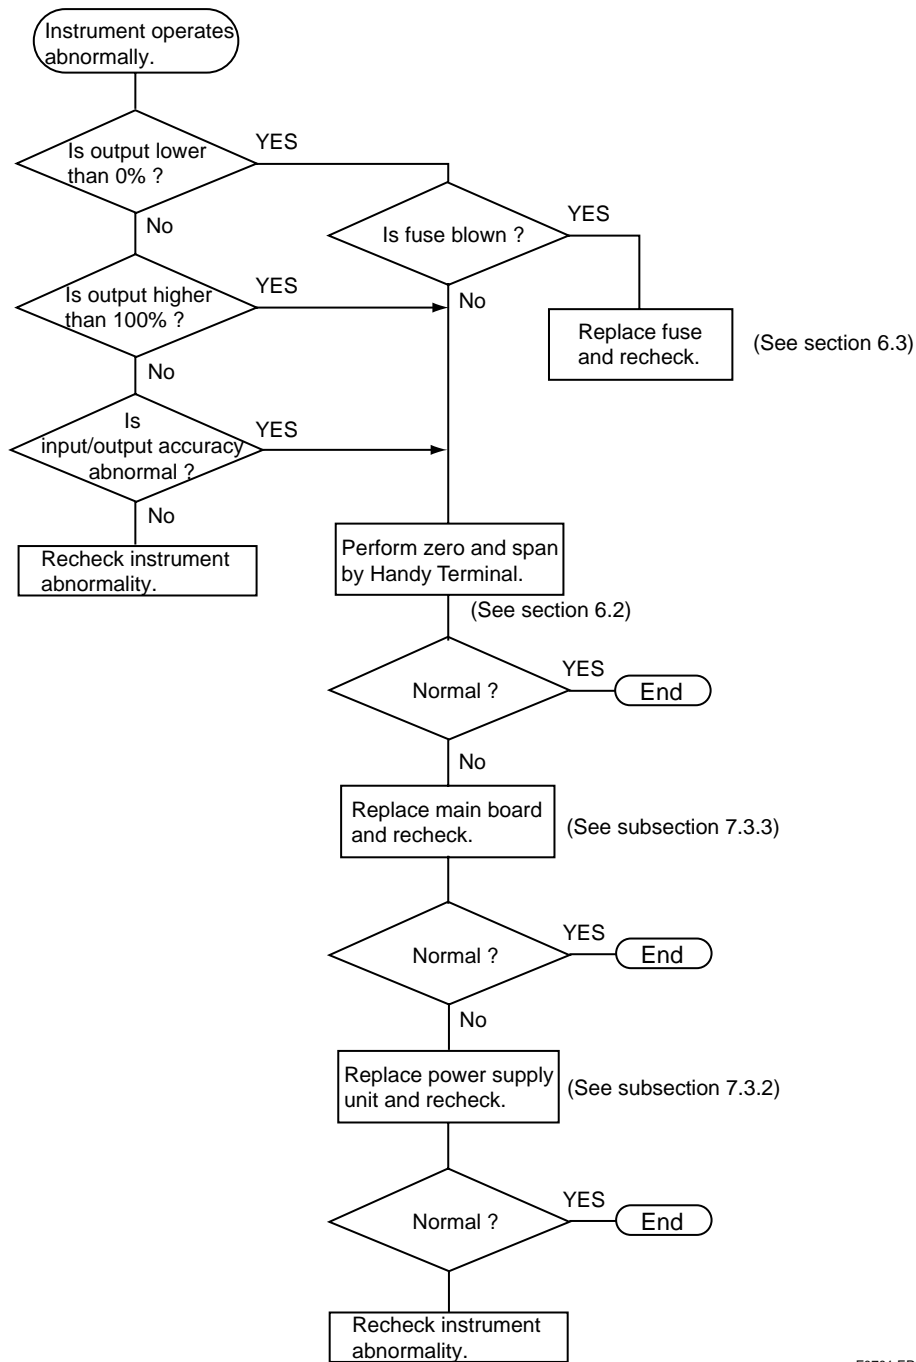 Instrument operates
abnormally.
Is output lower
than 0% ?
YES
No
Is fuse blown ?
YES
No
Replace fuse
and recheck.
(See section 6.3)
Is output higher
than 100% ?
YES
No
Is
input/output accuracy
abnormal ?
YES
No
Recheck instrument
abnormality.
Perform zero and span
by Handy Terminal.
(See section 6.2)
Normal ?
YES
End
No
Replace main board
and recheck.
(See subsection 7.3.3)
Normal ?
YES
End
No
Replace power supply
unit and recheck.
(See subsection 7.3.2)
Normal ?
YES
End
Recheck instrument
abnormality.